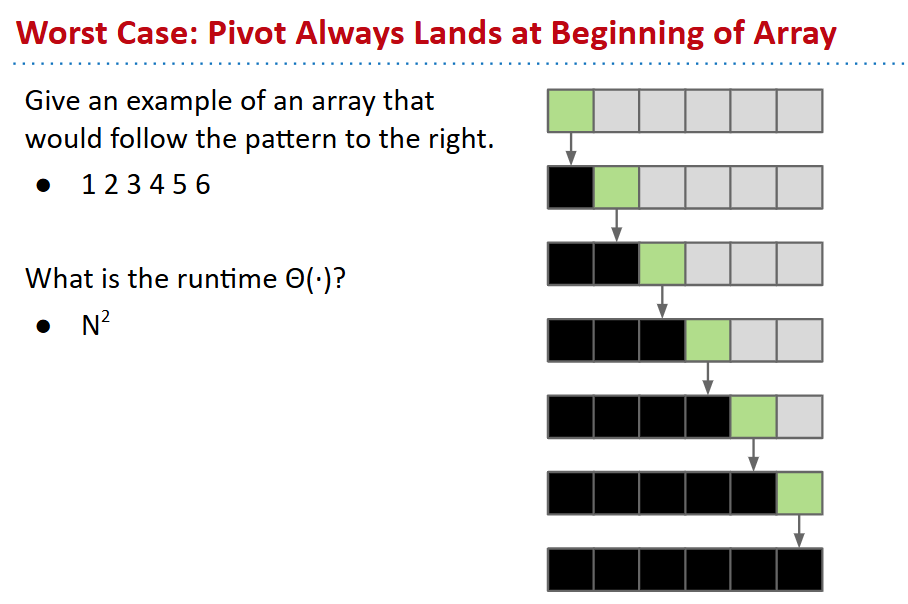 Worst Case: Pivot Always Lands at Beginning of Array
Give an example of an array that
would follow the pattern to the right.
● 1 2 3 4 5 6
What is the runtime Θ(·)?
● N²